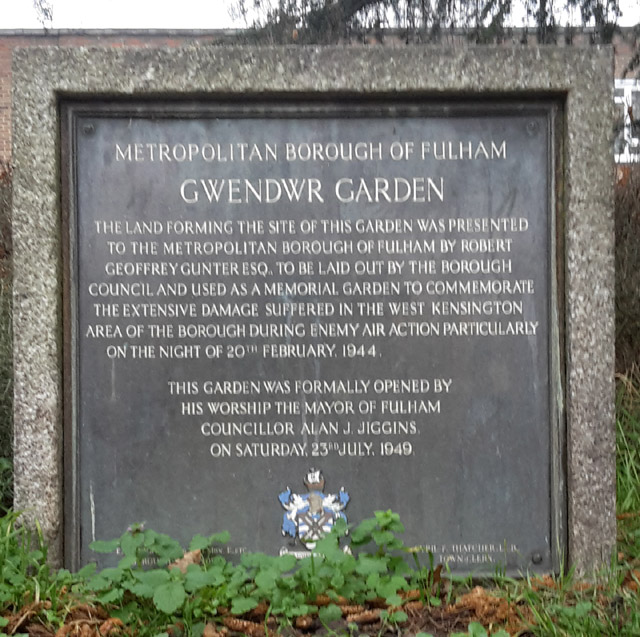 METROPOLITAN BOROUGH OF FULHAM
GWENDWR GARDEN
THE LAND FORMING THE SITE OF THIS GARDEN WAS PRESENTED
TO THE METROPOLITAN BOROUGH OF FULHAM BY ROBERT
GEOFFREY GUNTER ESQ., TO BE LAID OUT BY THE BOROUGH
COUNCIL AND USED AS A MEMORIAL GARDEN TO COMMEMORATE
THE EXTENSIVE DAMAGE SUFFERED IN THE WEST KENSINGTON
AREA OF THE BOROUGH DURING ENEMY AIR ACTION PARTICULARLY
ON THE NIGHT OF 20TH FEBRUARY, 1944.
THIS GARDEN WAS FORMALLY OPENED BY
HIS WORSHIP THE MAYOR OF FULHAM
COUNCILLOR ALAN J. JIGGINS.
ON SATURDAY, 23RD JULY, 1949.
F. THATCHER
TOWN CLERK